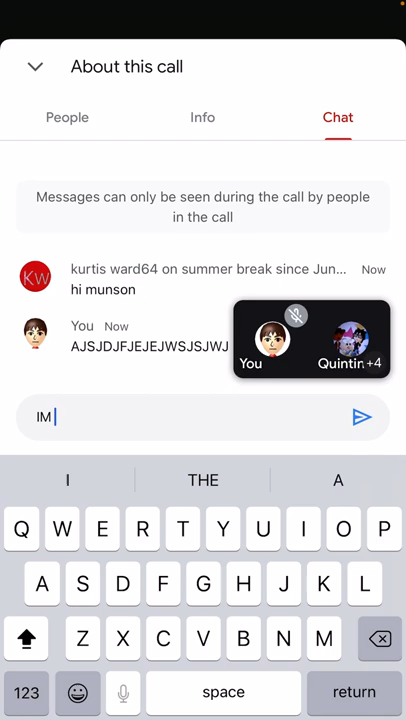 About this call
People
Info
Chat
Messages can only be seen during the call by people
in the call
KW
kurtis ward64 on summer break since Jun... Now
hi munson
You Now
AJSJDJFJEJEJWSJSJWJ
You
Quintin +4
IM
I
THE
A
Q W E R T Y U I O P
A S D F G H J K L
Z X C V B N M
123
space
return